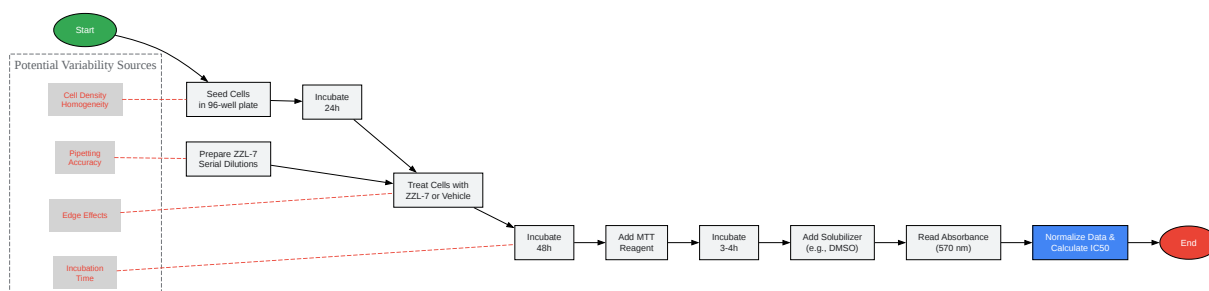 Start
Potential Variability Sources
Cell Density
Homogeneity
Seed Cells
in 96-well plate
Incubate
24h
Pipetting
Accuracy
Prepare ZZL-7
Serial Dilutions
Treat Cells with
ZZL-7 or Vehicle
Edge Effects
Incubate
48h
Add MTT
Reagent
Incubate
3-4h
Add Solubilizer
(e.g., DMSO)
Read Absorbance
(570 nm)
Normalize Data &
Calculate IC50
End
Incubation
Time